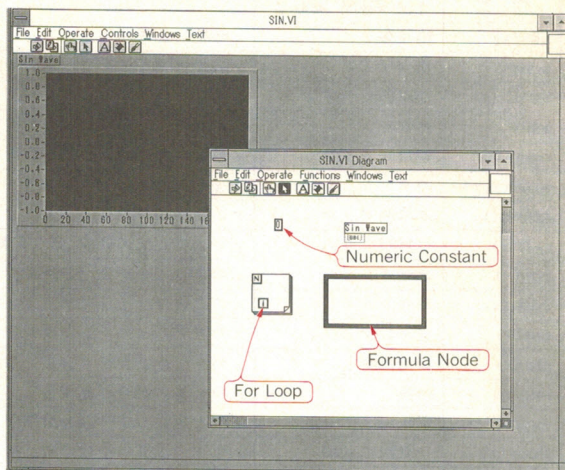 SIN.VI
File Edit Operate Controls Windows Text
Sin Wave
1.0
0.8
0.6
0.4
0.2
0.0
-0.2
-0.4
-0.6
-0.8
-1.0
0 20 40 60 80 100 120 140
SIN.VI Diagram
File Edit Operate Functions Windows Text
Sin Wave
Numeric Constant
N
i
Formula Node
For Loop